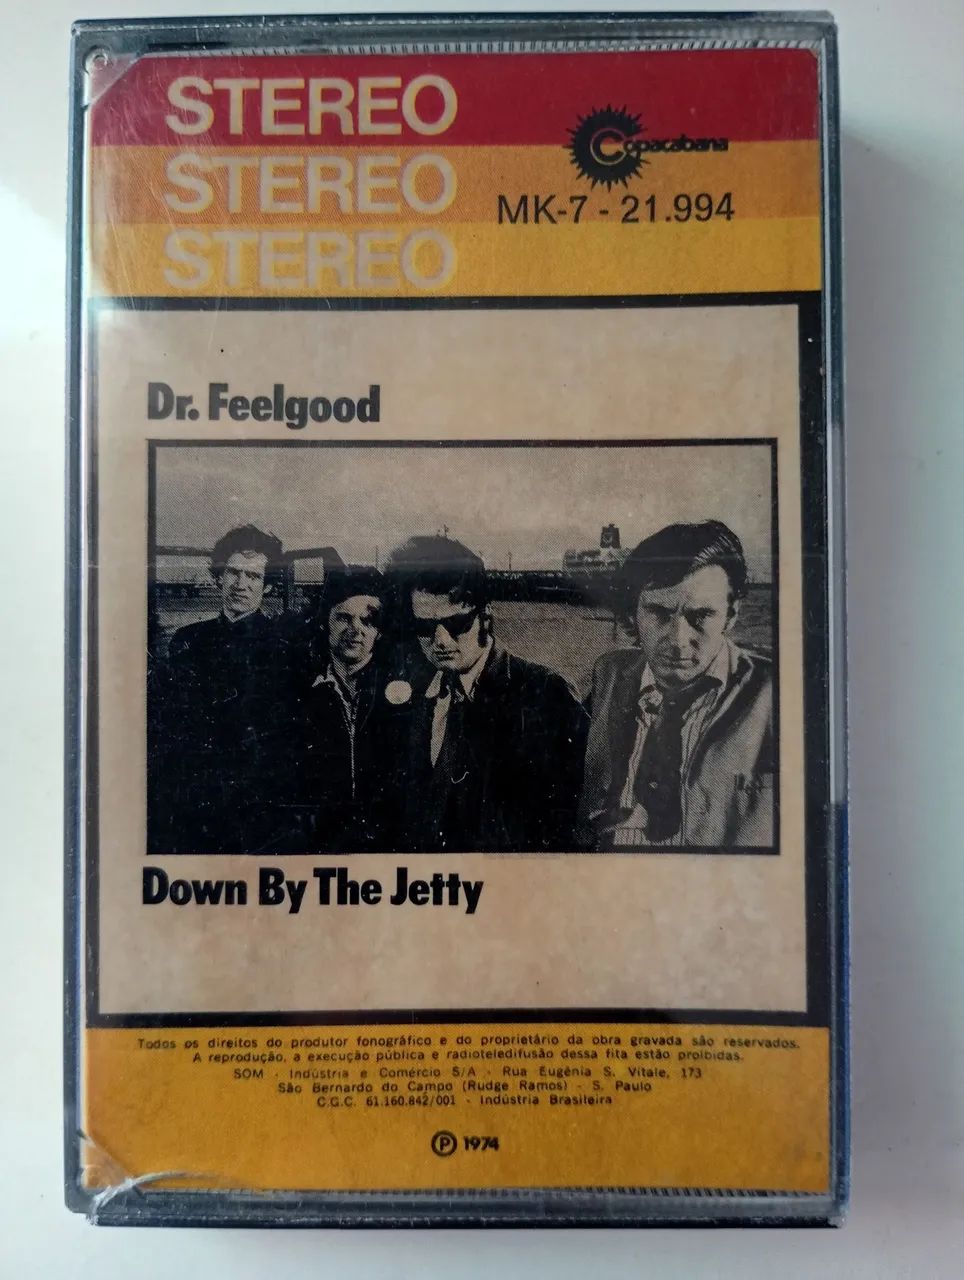 STEREO
STEREO
STEREO
Copacabana
MK-7 - 21.994
Dr. Feelgood
Down By The Jetty
Todos os direitos do produtor fonográfico e do proprietário da obra gravada são reservados.
A reprodução, a execução pública e radioteledifusão dessa fita estão proibidas.
SOM - Indústria e Comércio S/A - Rua Eugênia S. Vitale, 173
São Bernardo do Campo (Rudge Ramos) - S. Paulo
C.G.C. 61.160.842/001 - Indústria Brasileira
Ⓟ 1974